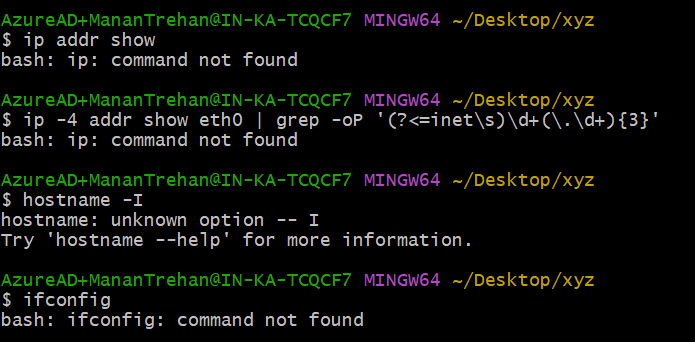 AzureAD+MananTrehan@IN-KA-TCQCF7 MINGW64 ~/Desktop/xyz
$ ip addr show
bash: ip: command not found
AzureAD+MananTrehan@IN-KA-TCQCF7 MINGW64 ~/Desktop/xyz
$ ip -4 addr show eth0 | grep -oP '(?<=inet\s)\d+(\.\d+){3}'
bash: ip: command not found
AzureAD+MananTrehan@IN-KA-TCQCF7 MINGW64 ~/Desktop/xyz
$ hostname -I
hostname: unknown option -- I
Try 'hostname --help' for more information.
AzureAD+MananTrehan@IN-KA-TCQCF7 MINGW64 ~/Desktop/xyz
$ ifconfig
bash: ifconfig: command not found